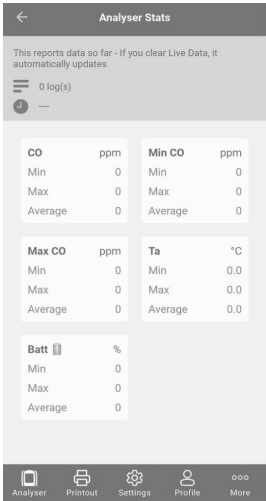 Analyser Stats
This reports data so far - If you clear Live Data, it
automatically updates
0 log(s)
—
CO ppm
Min 0
Max 0
Average 0
Min CO ppm
Min 0
Max 0
Average 0
Max CO ppm
Min 0
Max 0
Average 0
Ta °C
Min 0.0
Max 0.0
Average 0.0
Batt %
Min 0
Max 0
Average 0
Analyser Printout Settings Profile More